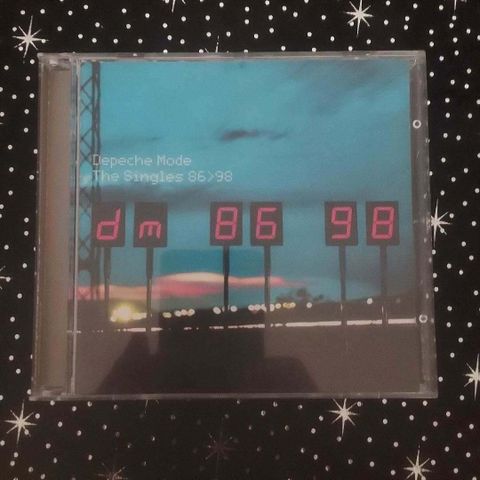 Depeche Mode
The Singles 86>98
dm 86 98